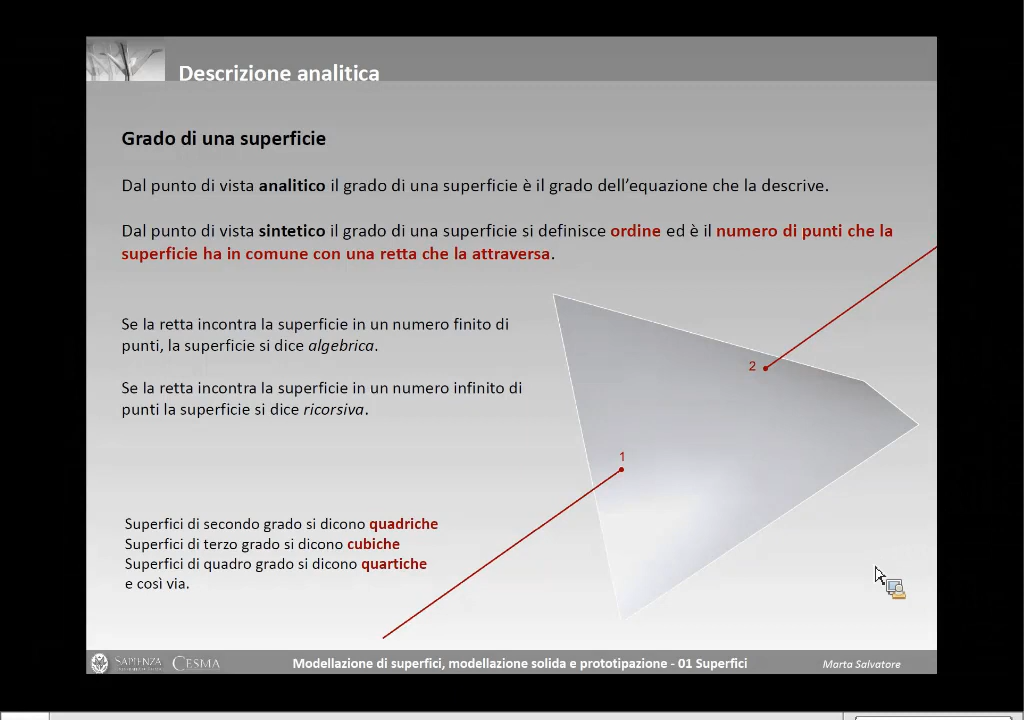 Descrizione analitica
Grado di una superficie
Dal punto di vista analitico il grado di una superficie è il grado dell'equazione che la descrive.
Dal punto di vista sintetico il grado di una superficie si definisce ordine ed è il numero di punti che la
superficie ha in comune con una retta che la attraversa.
Se la retta incontra la superficie in un numero finito di
punti, la superficie si dice algebrica.
Se la retta incontra la superficie in un numero infinito di
punti la superficie si dice ricorsiva.
2
1
Superfici di secondo grado si dicono quadriche
Superfici di terzo grado si dicono cubiche
Superfici di quadro grado si dicono quartiche
e così via.
SAPIENZA
CESMA
Modellazione di superfici, modellazione solida e prototipazione - 01 Superfici
Marta Salvatore